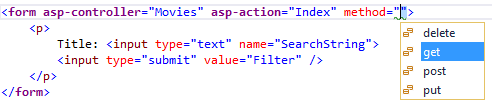 <form asp-controller="Movies" asp-action="Index" method="">
<p>
Title: <input type="text" name="SearchString">
<input type="submit" value="Filter" />
</p>
</form>
delete
get
post
put